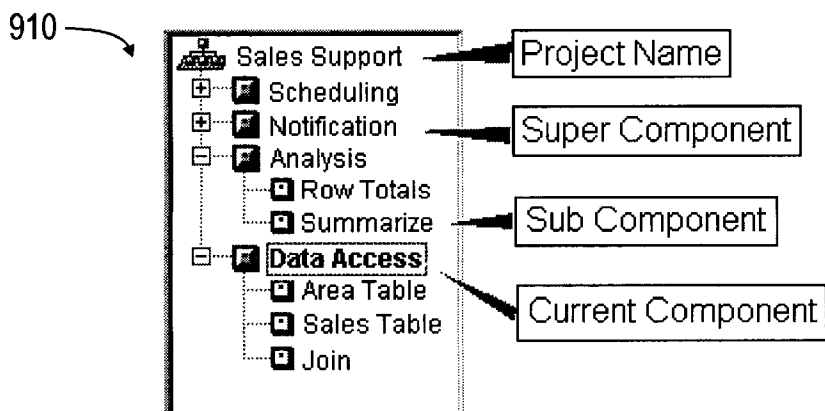 910
Sales Support
Project Name
Scheduling
Notification
Super Component
Analysis
Row Totals
Summarize
Sub Component
Data Access
Area Table
Current Component
Sales Table
Join